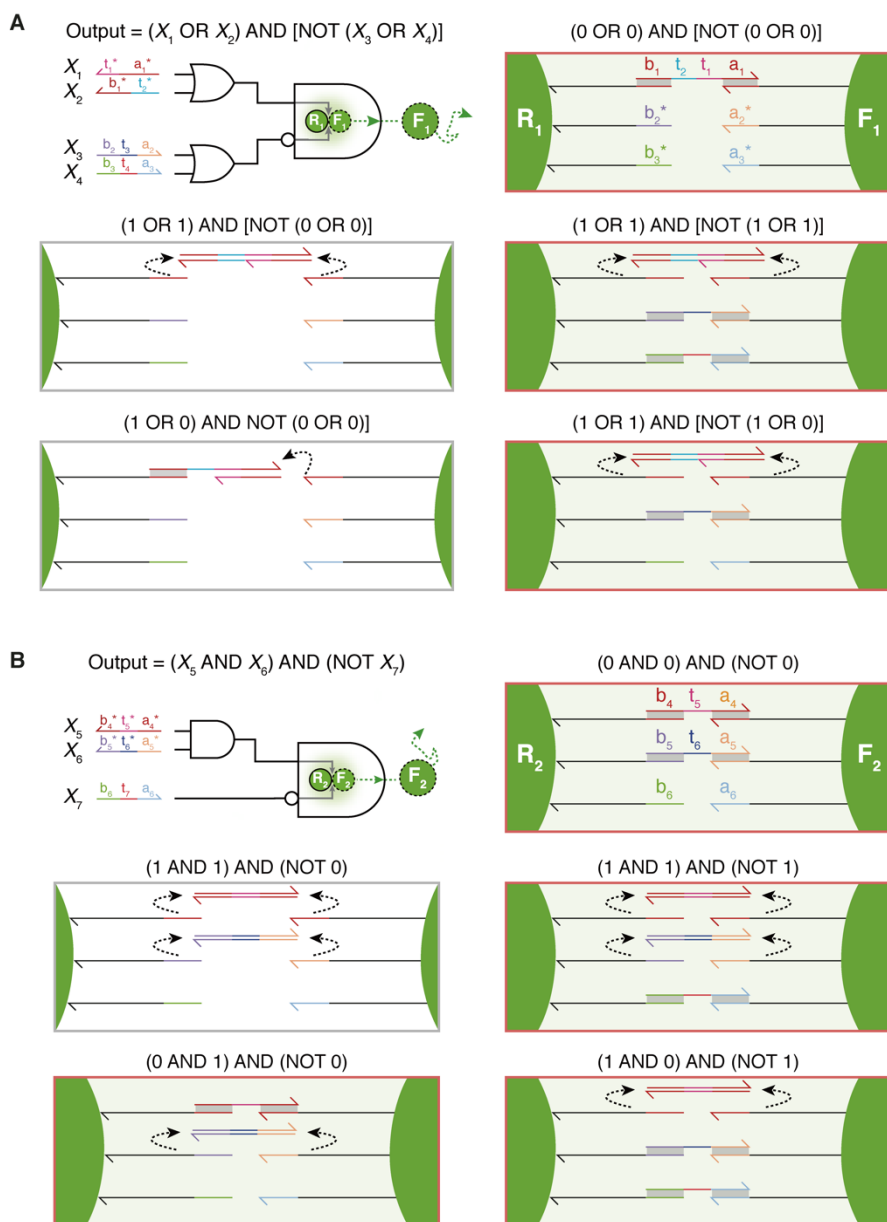 A
Output = (X₁ OR X₂) AND [NOT (X₃ OR X₄)]
X₁ t₁* a₁*
X₂ b₁* t₂*
X₃ b₂ t₃ a₂
X₄ b₃ t₄ a₃
R₁ F₁ F₁
(0 OR 0) AND [NOT (0 OR 0)]
b₁ t₂ t₁ a₁
R₁ b₂* a₂* F₁
b₃* a₃*
(1 OR 1) AND [NOT (0 OR 0)]
(1 OR 1) AND [NOT (1 OR 1)]
(1 OR 0) AND NOT (0 OR 0)]
(1 OR 1) AND [NOT (1 OR 0)]
B
Output = (X₅ AND X₆) AND (NOT X₇)
X₅ b₄* t₅* a₄*
X₆ b₅* t₆* a₅*
X₇ b₆ t₇ a₆
R₂ F₂ F₂
(0 AND 0) AND (NOT 0)
b₄ t₅ a₄
R₂ b₅ t₆ a₅ F₂
b₆ a₆
(1 AND 1) AND (NOT 0)
(1 AND 1) AND (NOT 1)
(0 AND 1) AND (NOT 0)
(1 AND 0) AND (NOT 1)